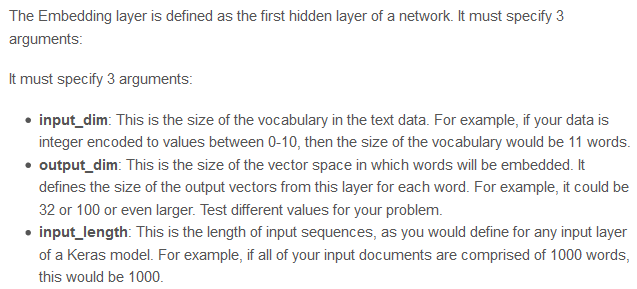 The Embedding layer is defined as the first hidden layer of a network. It must specify 3
arguments:
It must specify 3 arguments:
• input_dim: This is the size of the vocabulary in the text data. For example, if your data is
integer encoded to values between 0-10, then the size of the vocabulary would be 11 words.
• output_dim: This is the size of the vector space in which words will be embedded. It
defines the size of the output vectors from this layer for each word. For example, it could be
32 or 100 or even larger. Test different values for your problem.
• input_length: This is the length of input sequences, as you would define for any input layer
of a Keras model. For example, if all of your input documents are comprised of 1000 words,
this would be 1000.